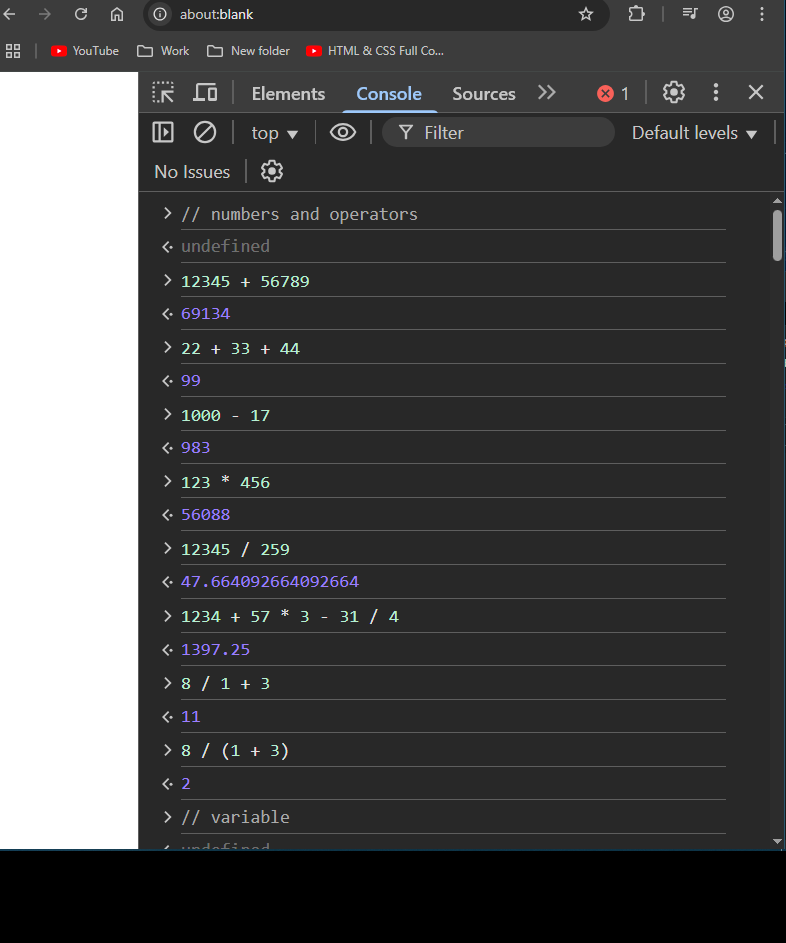 about:blank
YouTube Work New folder HTML & CSS Full Co...
Elements Console Sources 1
top Filter Default levels
No Issues
> // numbers and operators
undefined
> 12345 + 56789
69134
> 22 + 33 + 44
99
> 1000 - 17
983
> 123 * 456
56088
> 12345 / 259
47.664092664092664
> 1234 + 57 * 3 - 31 / 4
1397.25
> 8 / 1 + 3
11
> 8 / (1 + 3)
2
> // variable
undefined